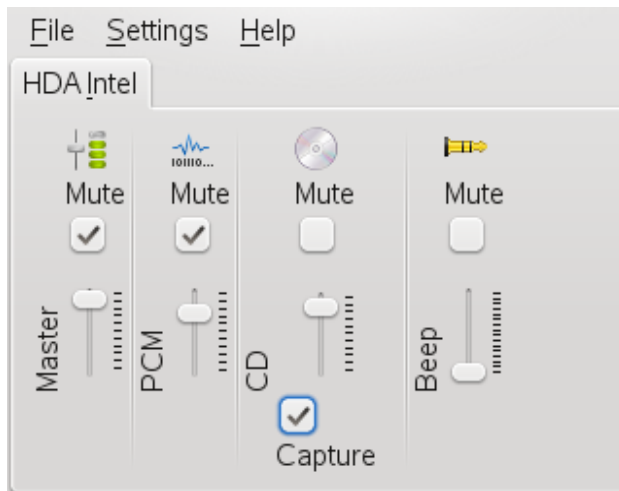 File Settings Help
HDA Intel
Mute Mute Mute Mute
Master PCM CD Beep
Capture